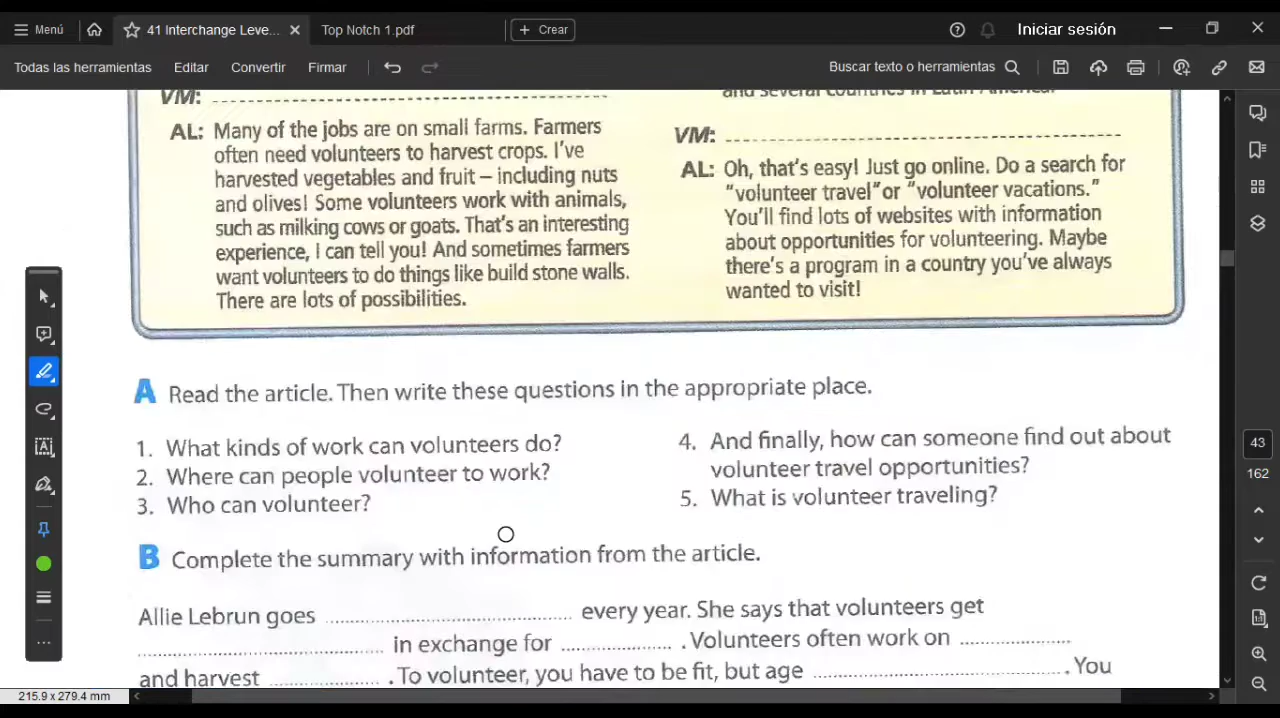 Menú
41 Interchange Leve...
Top Notch 1.pdf
Crear
Iniciar sesión
Todas las herramientas
Editar
Convertir
Firmar
Buscar texto o herramientas
VM:
AL: Many of the jobs are on small farms. Farmers
often need volunteers to harvest crops. I've
harvested vegetables and fruit – including nuts
and olives! Some volunteers work with animals,
such as milking cows or goats. That's an interesting
experience, I can tell you! And sometimes farmers
want volunteers to do things like build stone walls.
There are lots of possibilities.
and several countries in Latin America.
VM:
AL: Oh, that's easy! Just go online. Do a search for
"volunteer travel" or "volunteer vacations."
You'll find lots of websites with information
about opportunities for volunteering. Maybe
there's a program in a country you've always
wanted to visit!
A Read the article. Then write these questions in the appropriate place.
1. What kinds of work can volunteers do?
2. Where can people volunteer to work?
3. Who can volunteer?
4. And finally, how can someone find out about
volunteer travel opportunities?
5. What is volunteer traveling?
B Complete the summary with information from the article.
Allie Lebrun goes ........................ every year. She says that volunteers get
........................ in exchange for ............ . Volunteers often work on ............
and harvest ............ . To volunteer, you have to be fit, but age ........................ . You
43
162
215.9 x 279.4 mm